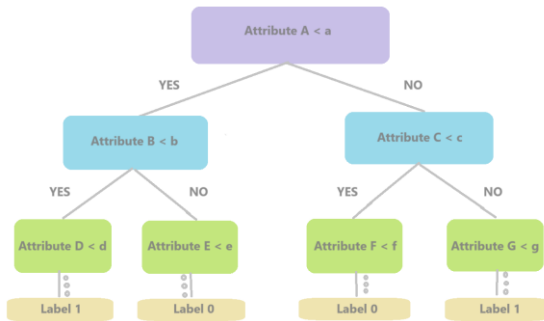 Attribute A < a
YES
NO
Attribute B < b
Attribute C < c
YES
NO
YES
NO
Attribute D < d
Attribute E < e
Attribute F < f
Attribute G < g
Label 1
Label 0
Label 0
Label 1